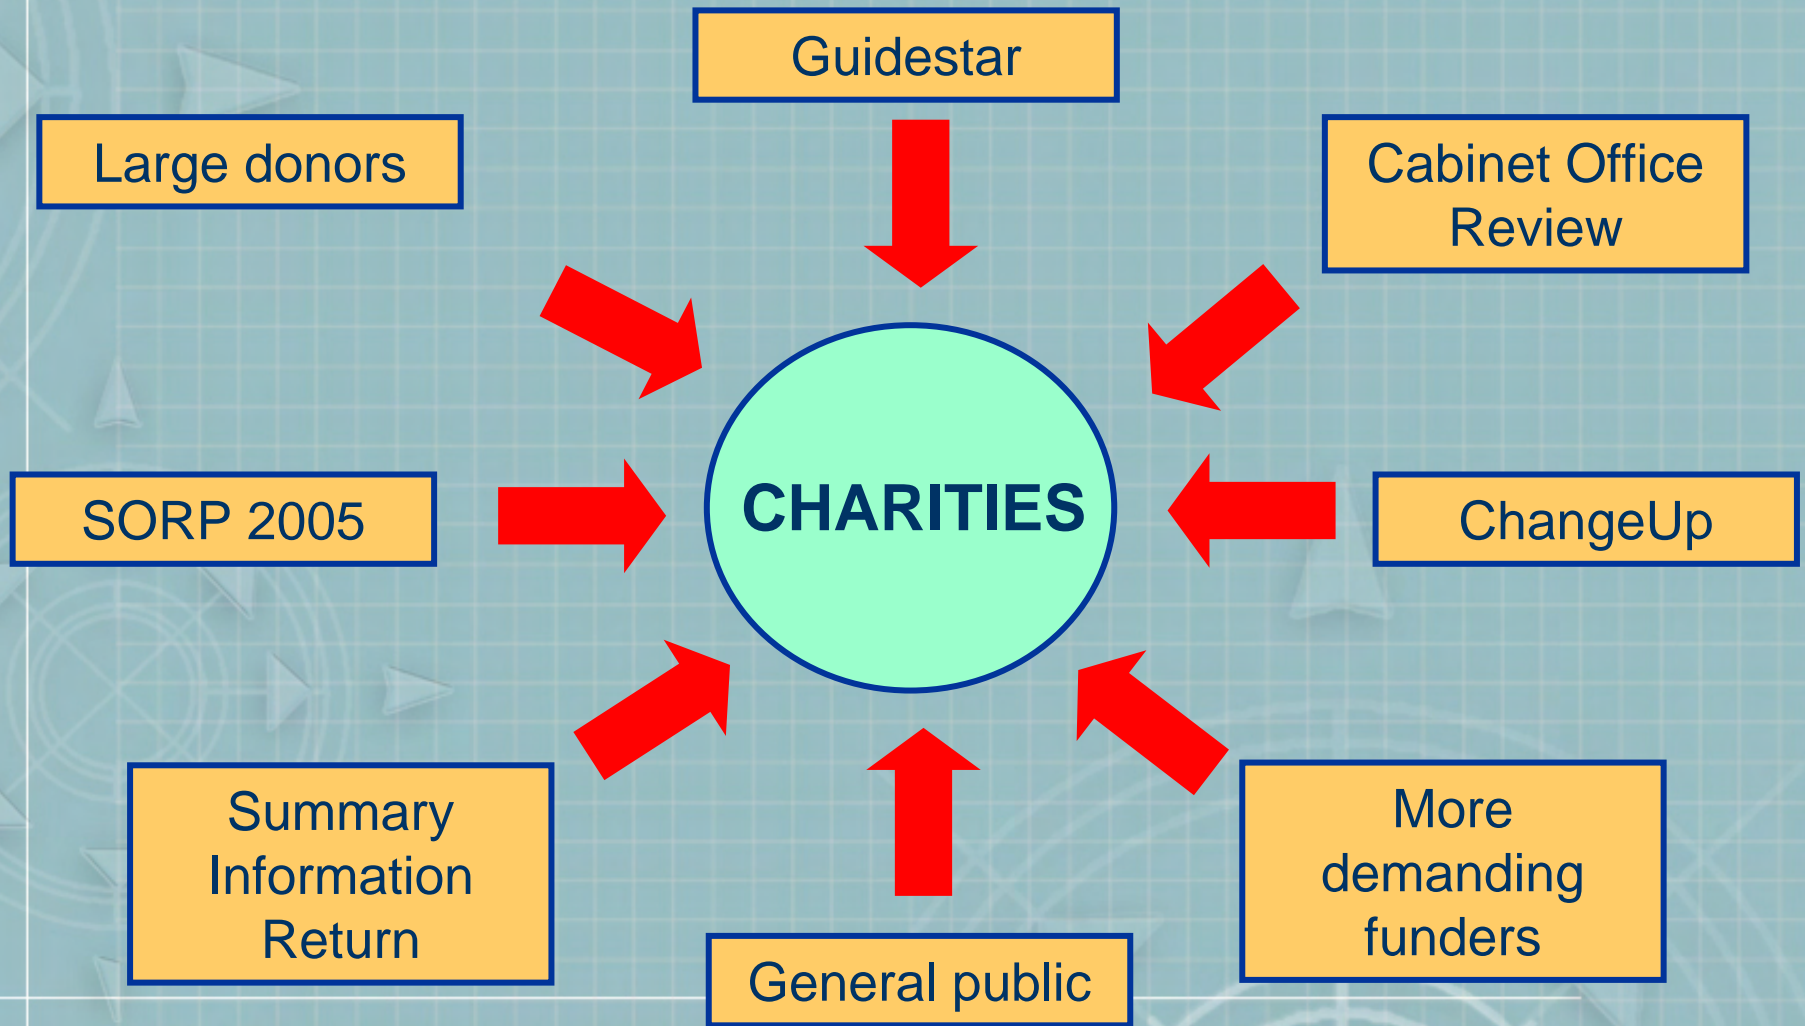 Guidestar
Large donors
Cabinet Office
Review
CHARITIES
SORP 2005
ChangeUp
Summary
Information
Return
More
demanding
funders
General public